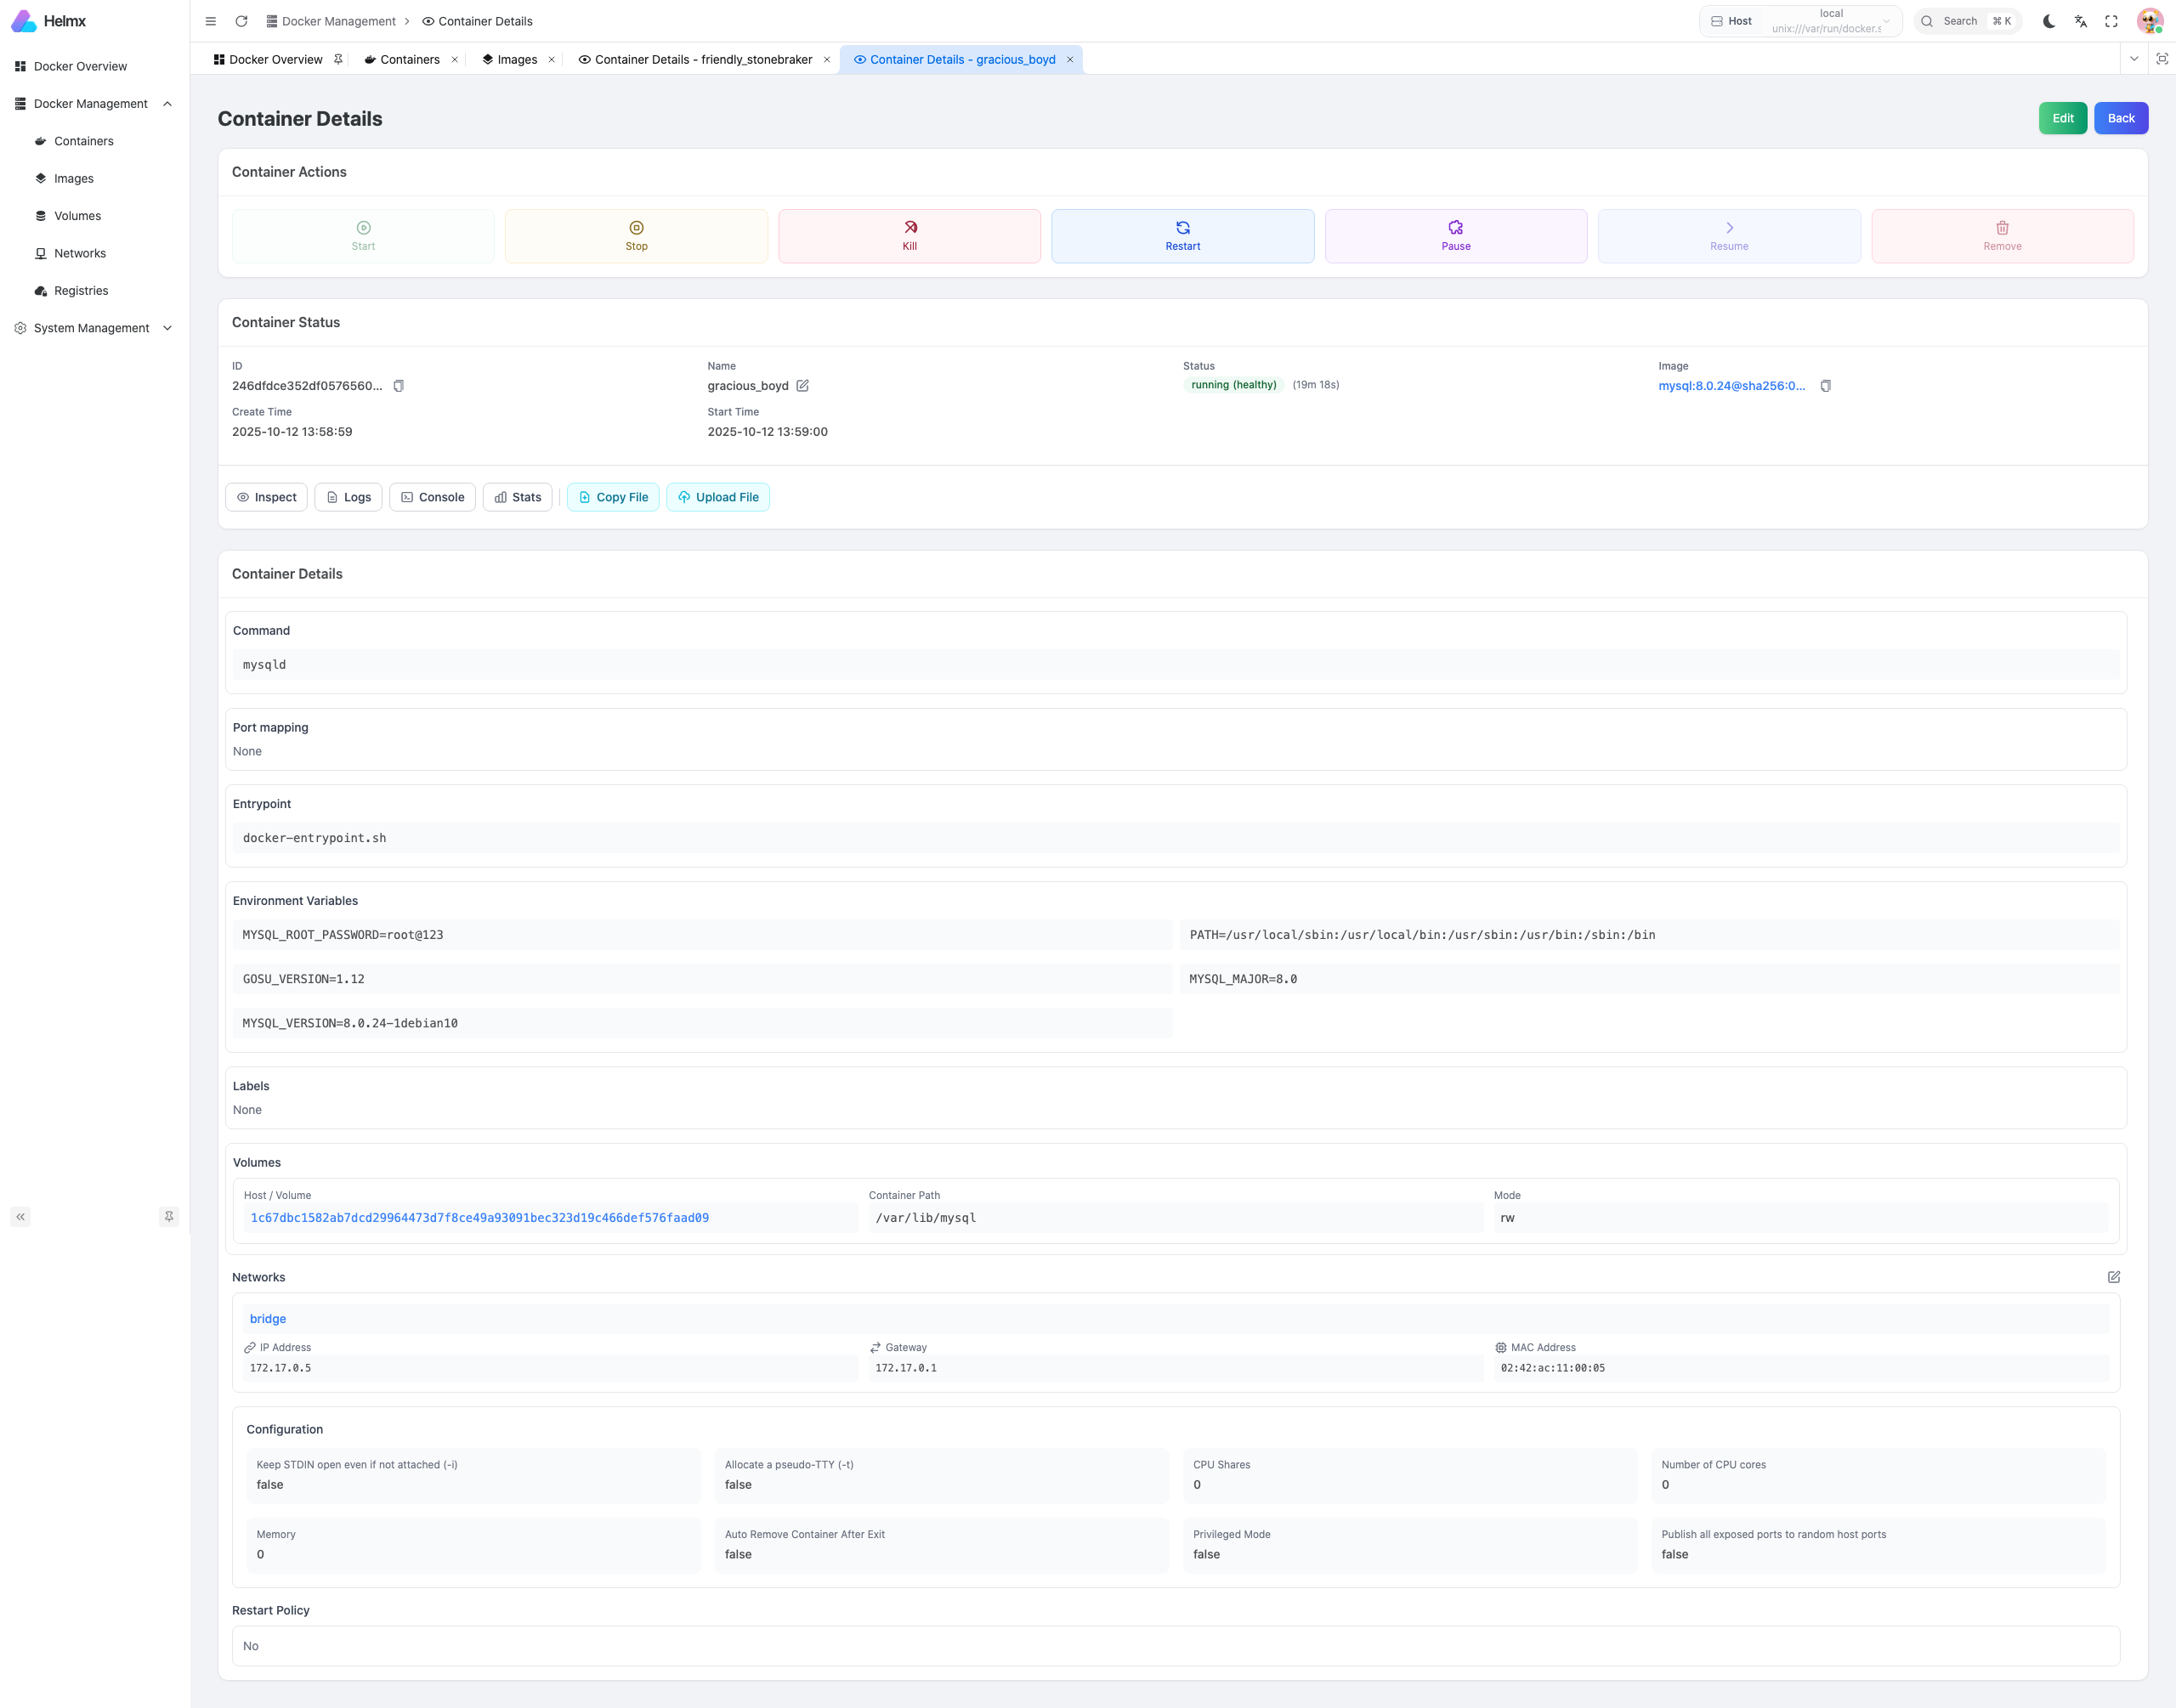 Helmx
Docker Management > Container Details
Host
local
unix:///var/run/docker.s
Search ⌘ K
Docker Overview
Containers
Images
Container Details - friendly_stonebraker
Container Details - gracious_boyd
Docker Overview
Docker Management
Containers
Images
Volumes
Networks
Registries
System Management
Container Details
Edit
Back
Container Actions
Start
Stop
Kill
Restart
Pause
Resume
Remove
Container Status
ID
246dfdce352df0576560...
Name
gracious_boyd
Status
running (healthy) (19m 18s)
Image
mysql:8.0.24@sha256:0...
Create Time
2025-10-12 13:58:59
Start Time
2025-10-12 13:59:00
Inspect
Logs
Console
Stats
Copy File
Upload File
Container Details
Command
mysqld
Port mapping
None
Entrypoint
docker-entrypoint.sh
Environment Variables
MYSQL_ROOT_PASSWORD=root@123
PATH=/usr/local/sbin:/usr/local/bin:/usr/sbin:/usr/bin:/sbin:/bin
GOSU_VERSION=1.12
MYSQL_MAJOR=8.0
MYSQL_VERSION=8.0.24-1debian10
Labels
None
Volumes
Host / Volume
1c67dbc1582ab7dcd29964473d7f8ce49a93091bec323d19c466def576faad09
Container Path
/var/lib/mysql
Mode
rw
Networks
bridge
IP Address
172.17.0.5
Gateway
172.17.0.1
MAC Address
02:42:ac:11:00:05
Configuration
Keep STDIN open even if not attached (-i)
false
Allocate a pseudo-TTY (-t)
false
CPU Shares
0
Number of CPU cores
0
Memory
0
Auto Remove Container After Exit
false
Privileged Mode
false
Publish all exposed ports to random host ports
false
Restart Policy
No